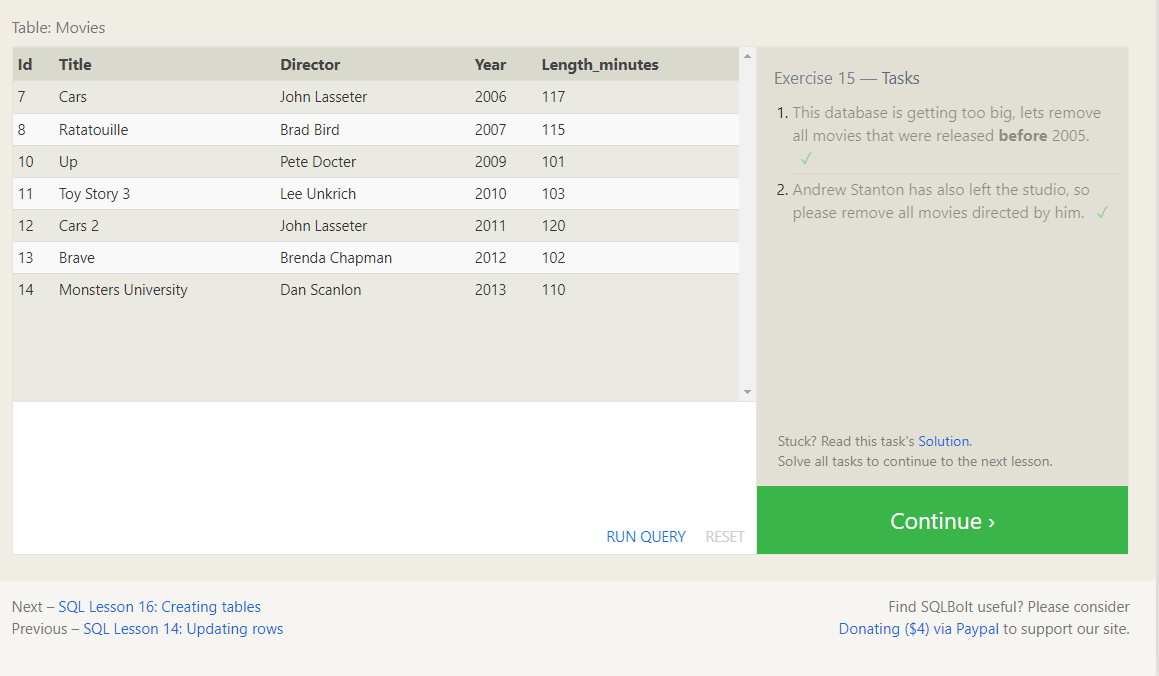 Table: Movies
Id Title Director Year Length_minutes
7 Cars John Lasseter 2006 117
8 Ratatouille Brad Bird 2007 115
10 Up Pete Docter 2009 101
11 Toy Story 3 Lee Unkrich 2010 103
12 Cars 2 John Lasseter 2011 120
13 Brave Brenda Chapman 2012 102
14 Monsters University Dan Scanlon 2013 110
RUN QUERY RESET
Exercise 15 — Tasks
1. This database is getting too big, lets remove
all movies that were released before 2005.
✓
2. Andrew Stanton has also left the studio, so
please remove all movies directed by him. ✓
Stuck? Read this task's Solution.
Solve all tasks to continue to the next lesson.
Continue ›
Next – SQL Lesson 16: Creating tables
Previous – SQL Lesson 14: Updating rows
Find SQLBolt useful? Please consider
Donating ($4) via Paypal to support our site.